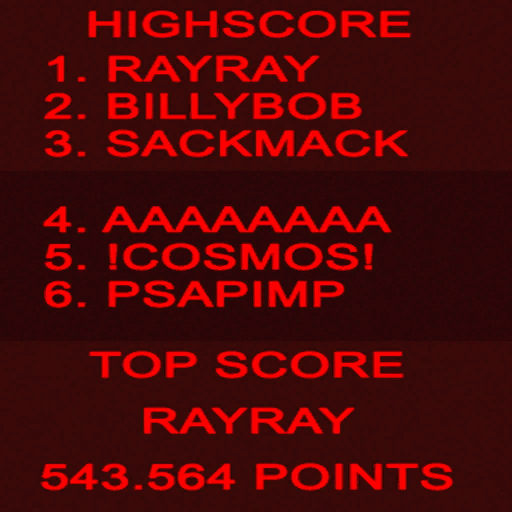 HIGHSCORE
1. RAYRAY
2. BILLYBOB
3. SACKMACK
4. AAAAAAAA
5. !COSMOS!
6. PSAPIMP
TOP SCORE
RAYRAY
543.564 POINTS